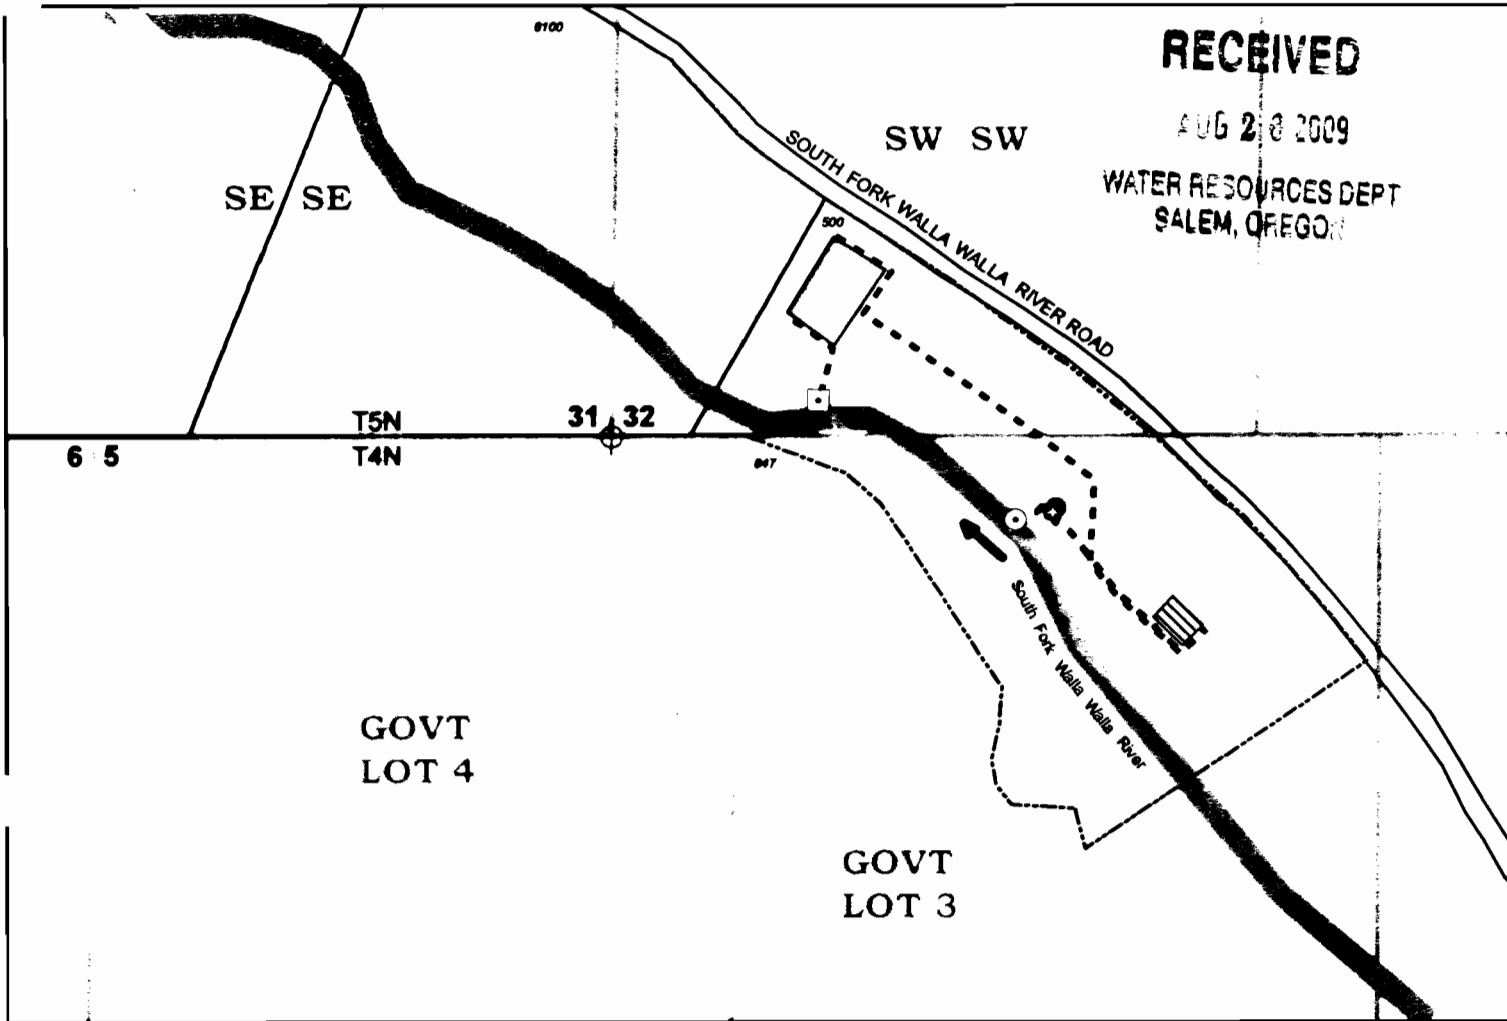 6100
RECEIVED
AUG 2 8 2009
WATER RESOURCES DEPT
SALEM, OREGON
SW SW
SOUTH FORK WALLA WALLA RIVER ROAD
SE SE
500
T5N
31 32
6 5
T4N
847
South Fork Walla Walla River
GOVT
LOT 4
GOVT
LOT 3